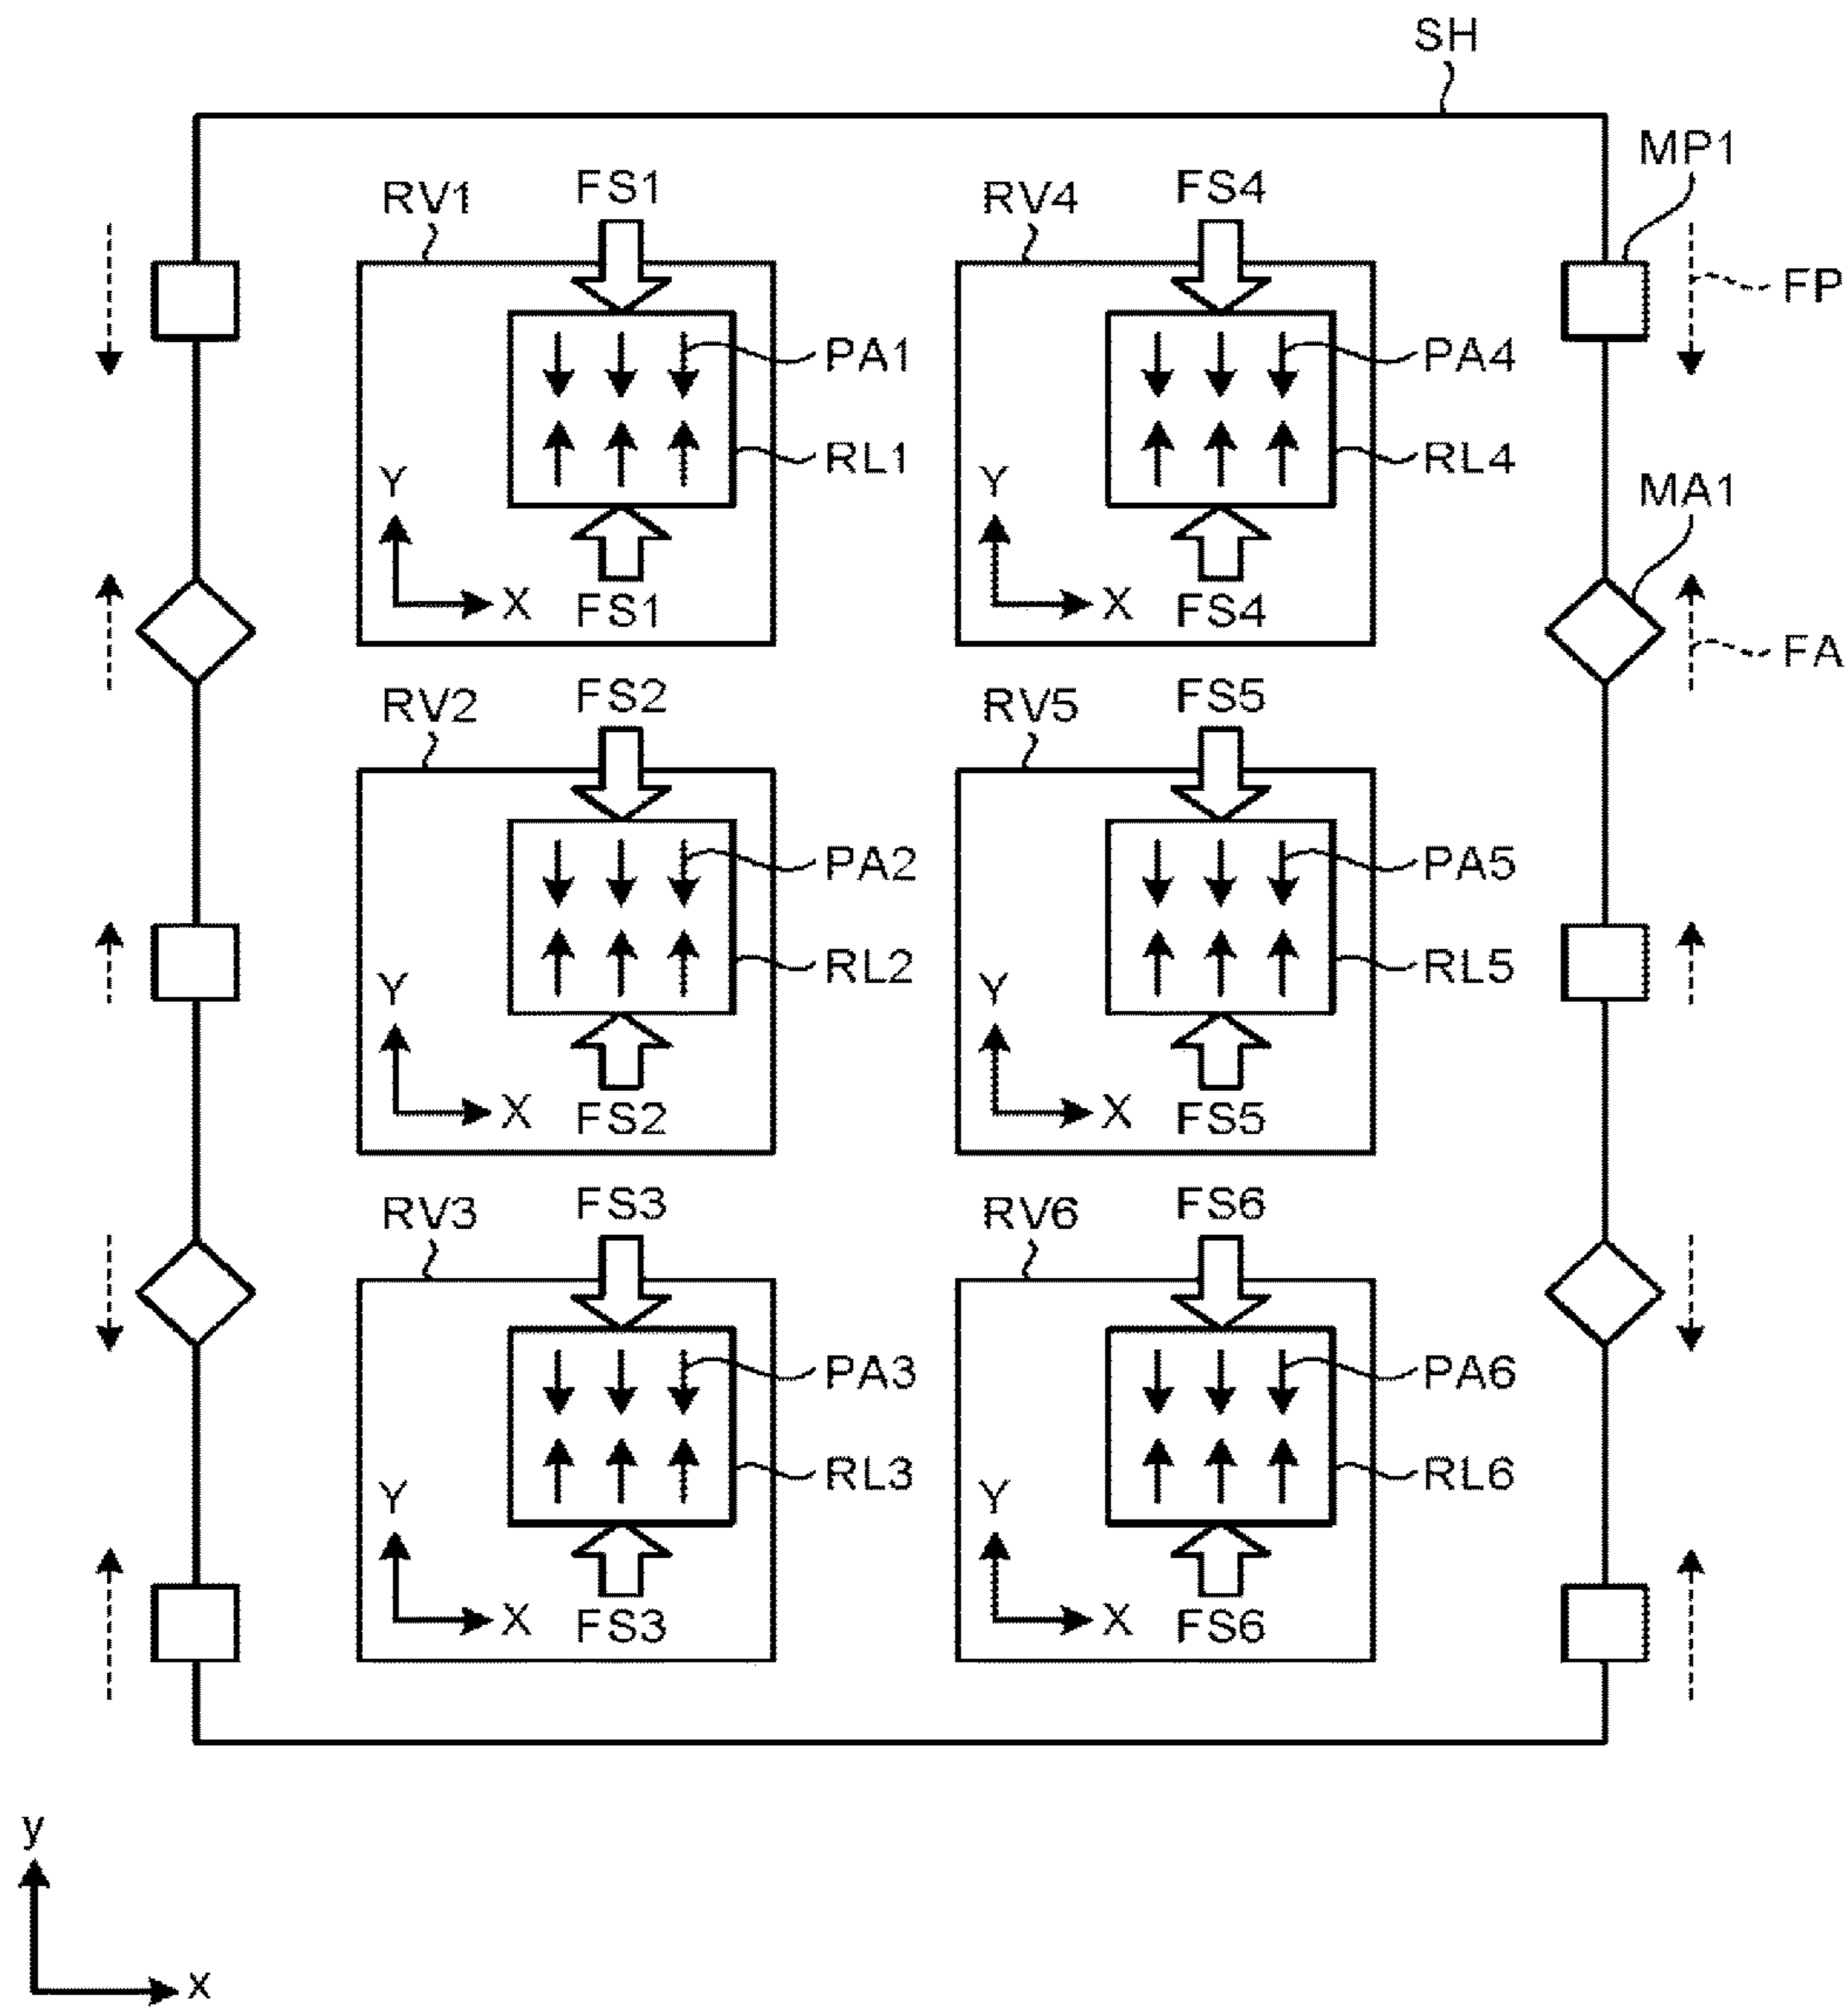 SH
MP1
RV1 FS1 RV4 FS4
FP
PA1 PA4
RL1 RL4
Y Y MA1
X FS1 X FS4
FA
RV2 FS2 RV5 FS5
PA2 PA5
RL2 RL5
Y Y
X FS2 X FS5
RV3 FS3 RV6 FS6
PA3 PA6
RL3 RL6
Y Y
X FS3 X FS6
y
x